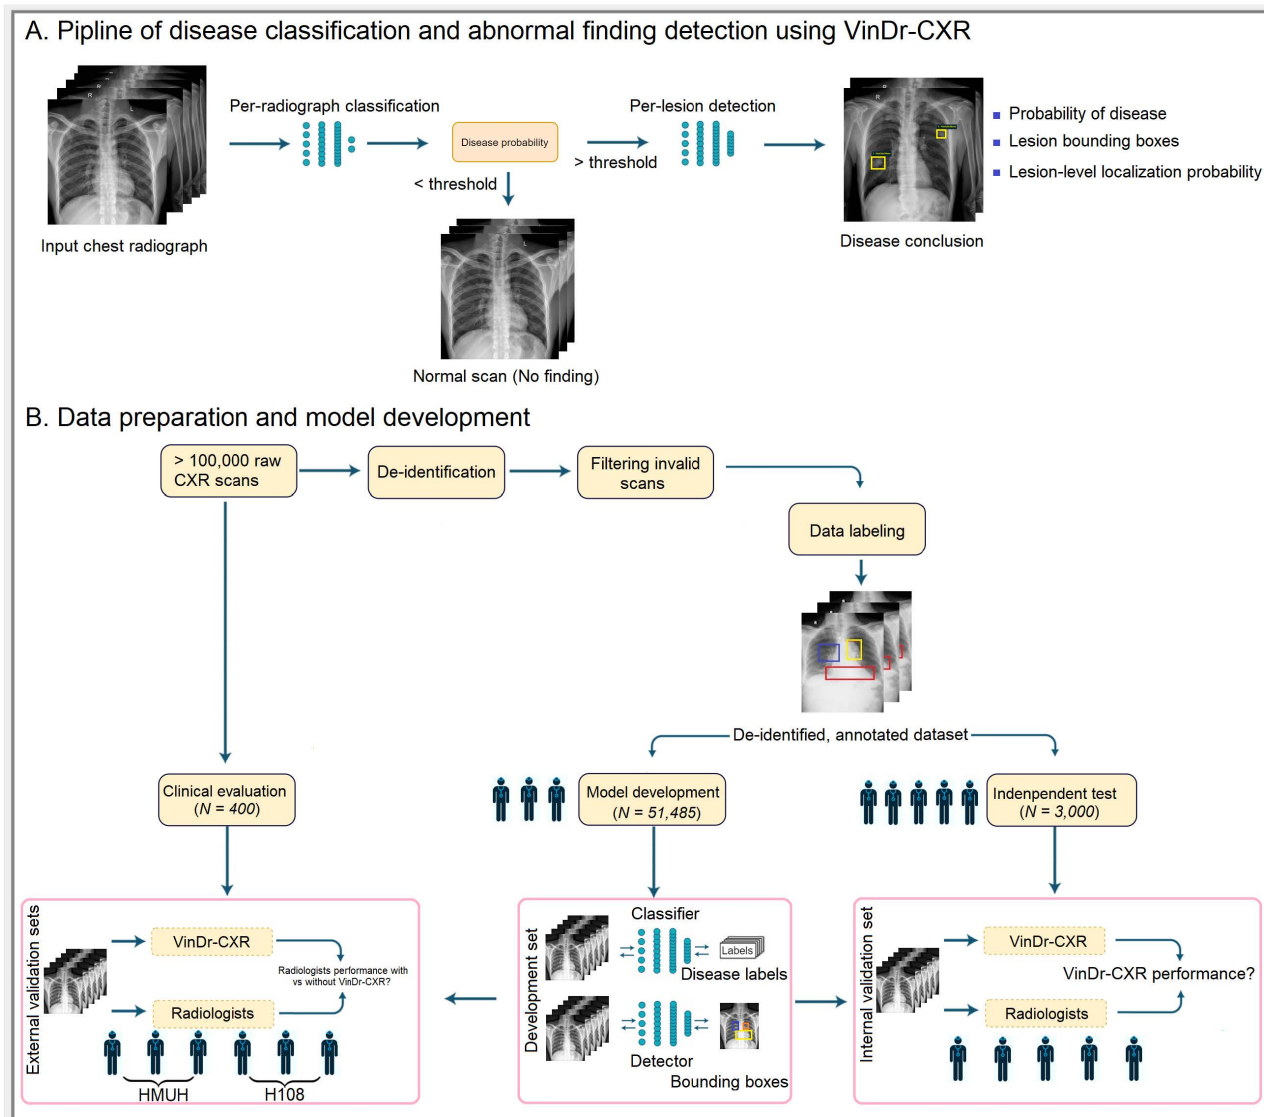 A. Pipline of disease classification and abnormal finding detection using VinDr-CXR
Per-radiograph classification
Per-lesion detection
Disease probability
> threshold
< threshold
Input chest radiograph
Normal scan (No finding)
Disease conclusion
Probability of disease
Lesion bounding boxes
Lesion-level localization probability
B. Data preparation and model development
> 100,000 raw
CXR scans
De-identification
Filtering invalid
scans
Data labeling
De-identified, annotated dataset
Clinical evaluation
(N = 400)
Model development
(N = 51,485)
Indenpendent test
(N = 3,000)
External validation sets
VinDr-CXR
Radiologists performance with
vs without VinDr-CXR?
Radiologists
HMUH
H108
Development set
Classifier
Labels
Disease labels
Detector
Bounding boxes
Internal validation set
VinDr-CXR
VinDr-CXR performance?
Radiologists